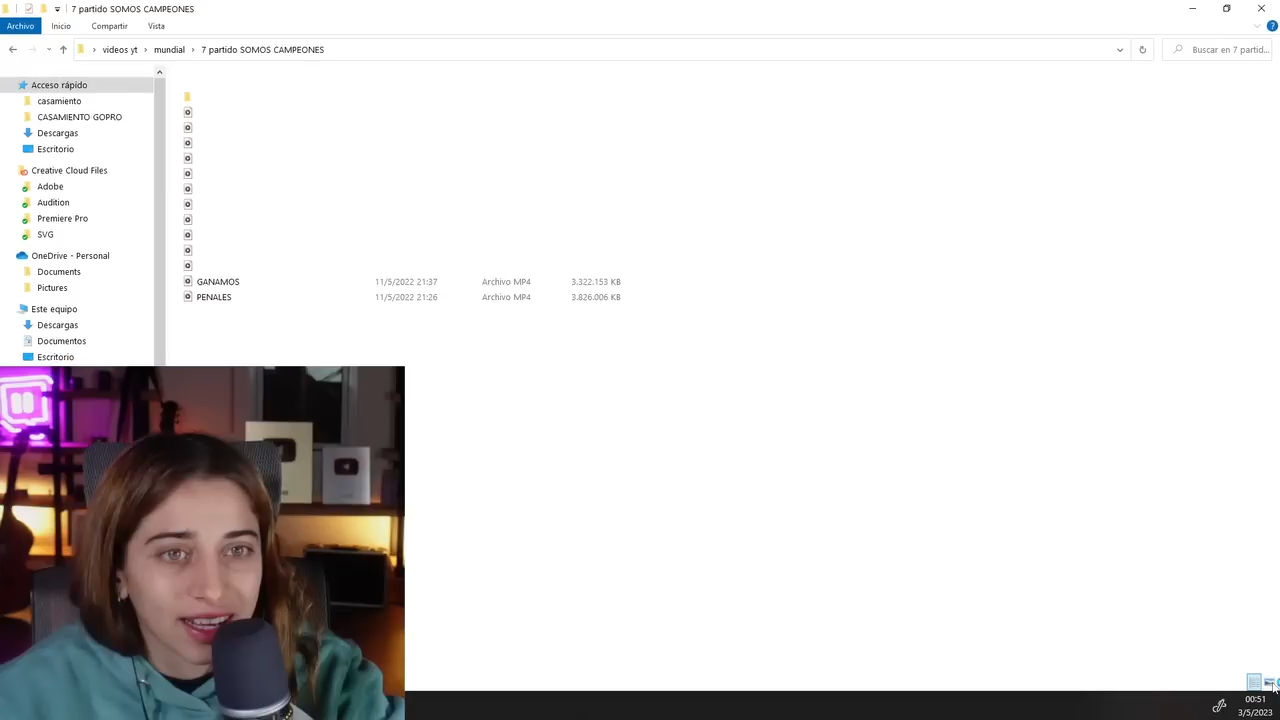 7 partido SOMOS CAMPEONES
Archivo Inicio Compartir Vista
videos yt mundial 7 partido SOMOS CAMPEONES Buscar en 7 partid...
Acceso rápido
casamiento
CASAMIENTO GOPRO
Descargas
Escritorio
Creative Cloud Files
Adobe
Audition
Premiere Pro
SVG
OneDrive - Personal
Documents
Pictures
Este equipo
Descargas
Documentos
Escritorio
GANAMOS 11/5/2022 21:37 Archivo MP4 3.322.153 KB
PENALES 11/5/2022 21:26 Archivo MP4 3.826.006 KB
00:51
3/5/2023